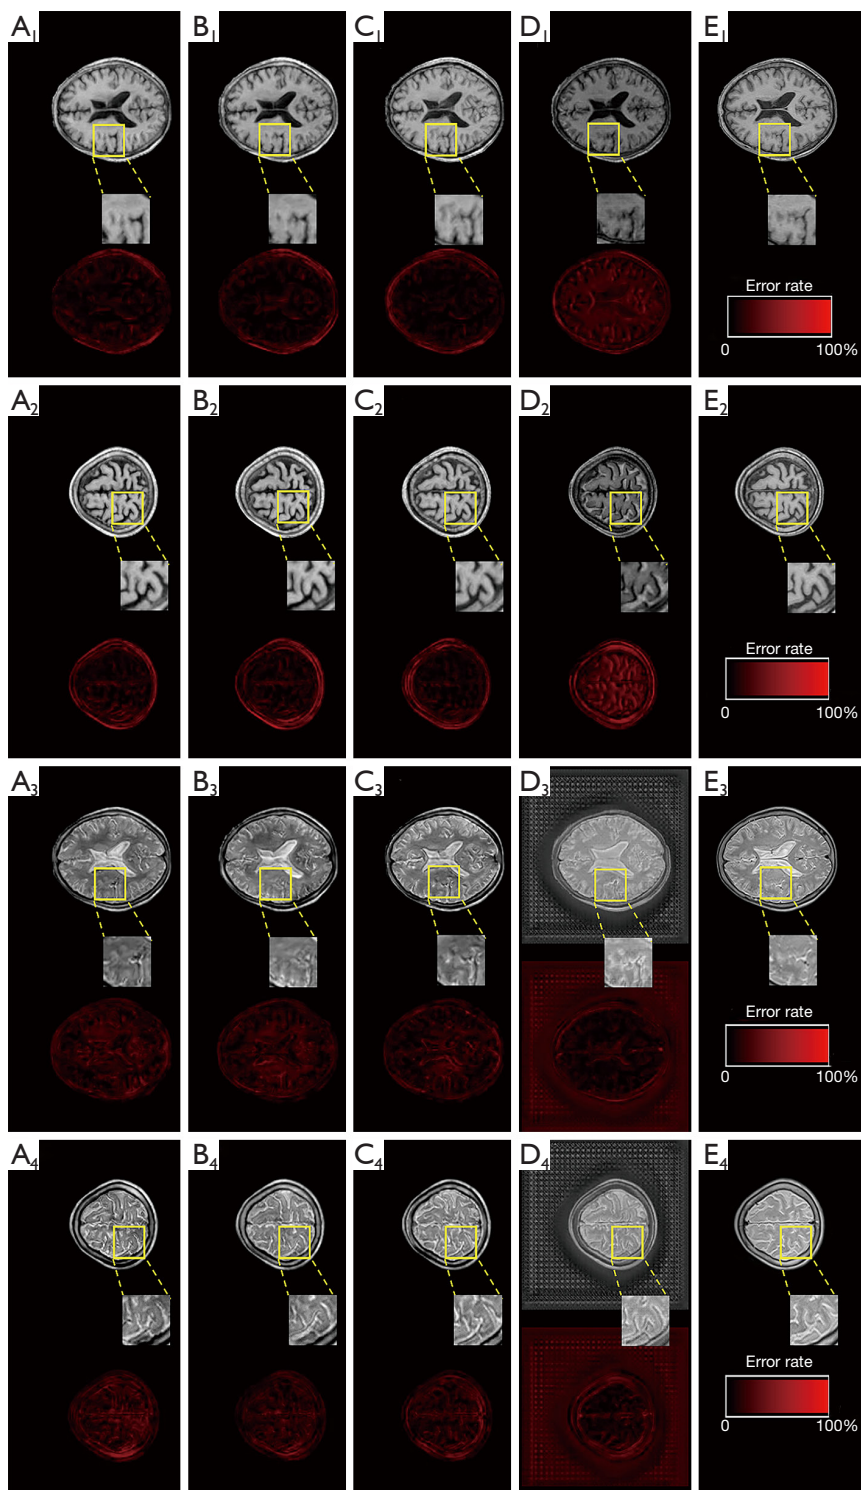 A₁ B₁ C₁ D₁ E₁
Error rate
0 100%
A₂ B₂ C₂ D₂ E₂
Error rate
0 100%
A₃ B₃ C₃ D₃ E₃
Error rate
0 100%
A₄ B₄ C₄ D₄ E₄
Error rate
0 100%